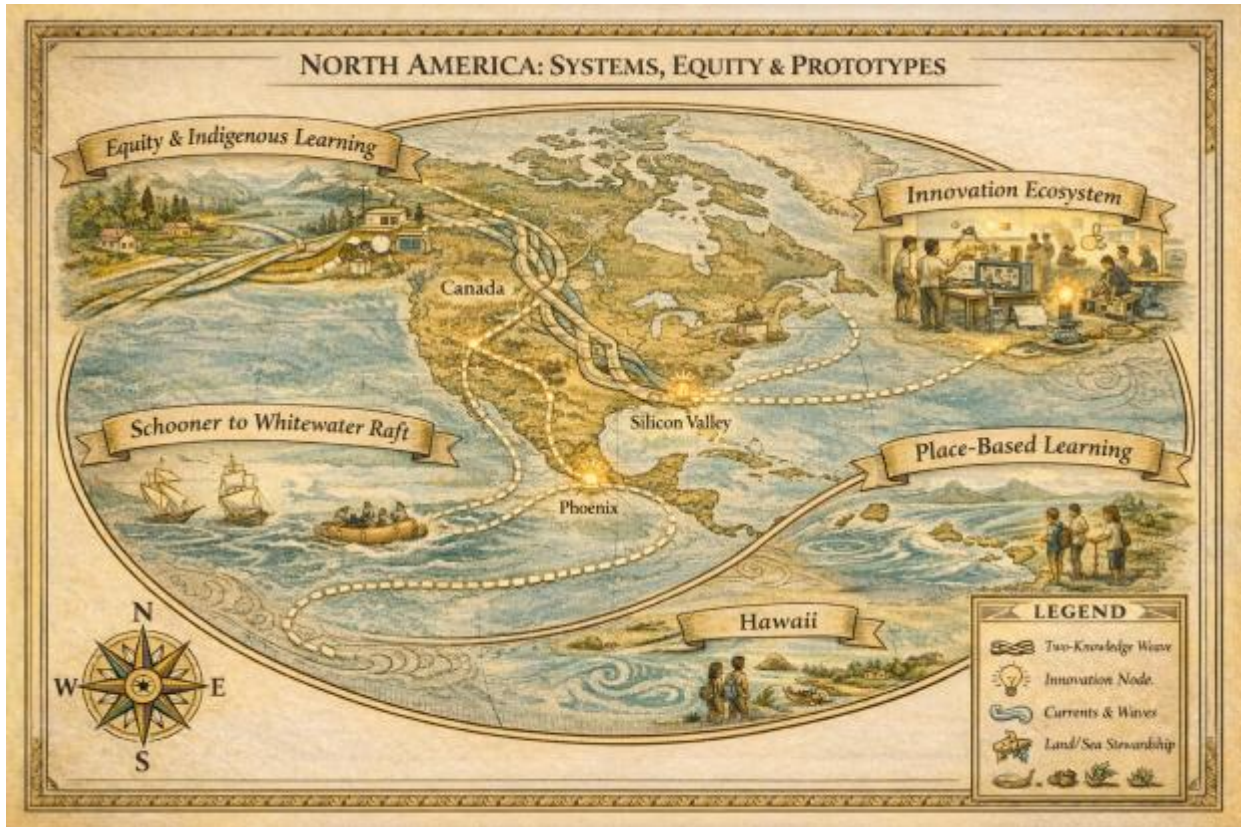 NORTH AMERICA: SYSTEMS, EQUITY & PROTOTYPES
Equity & Indigenous Learning
Innovation Ecosystem
Canada
Silicon Valley
Schooner to Whitewater Raft
Place-Based Learning
Phoenix
Hawaii
N
W
E
S
LEGEND
Two-Knowledge Weave
Innovation Node.
Currents & Waves
Land/Sea Stewardship